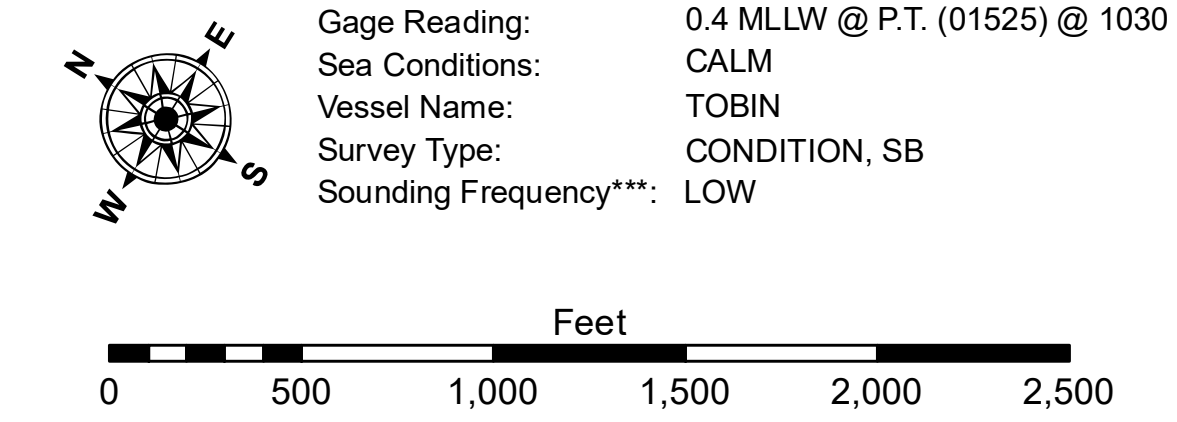 N
E
S
W
Gage Reading: 0.4 MLLW @ P.T. (01525) @ 1030
Sea Conditions: CALM
Vessel Name: TOBIN
Survey Type: CONDITION, SB
Sounding Frequency***: LOW
Feet
0 500 1,000 1,500 2,000 2,500